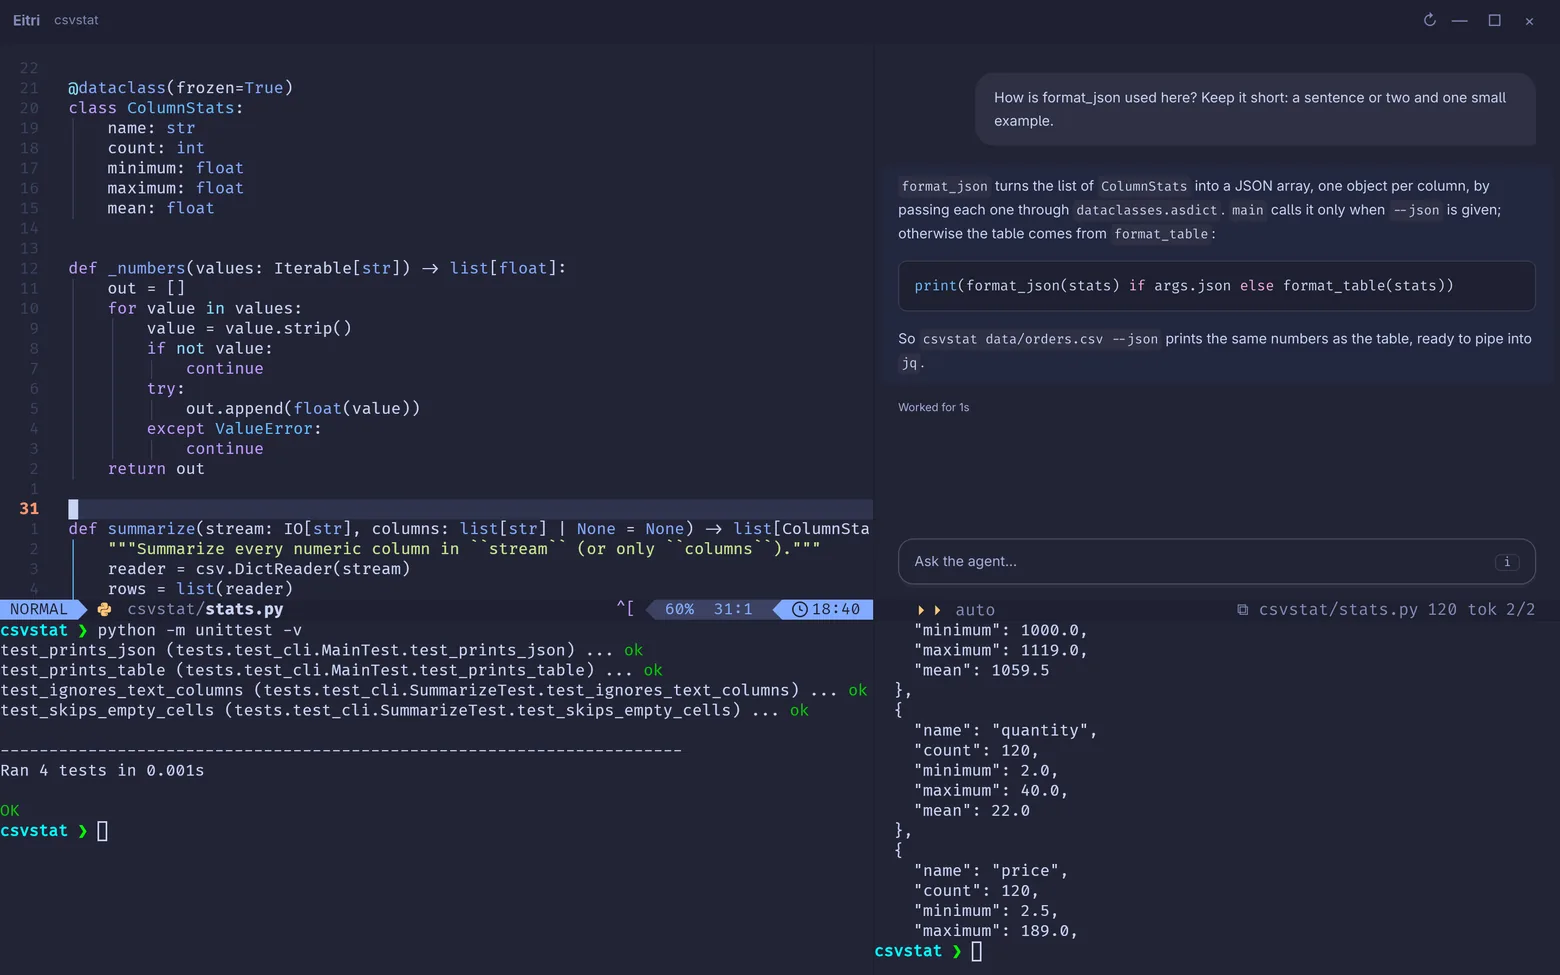 Eitri csvstat
22
21 @dataclass(frozen=True)
20 class ColumnStats:
19 name: str
18 count: int
17 minimum: float
16 maximum: float
15 mean: float
14
13
12 def _numbers(values: Iterable[str]) -> list[float]:
11 out = []
10 for value in values:
9 value = value.strip()
8 if not value:
7 continue
6 try:
5 out.append(float(value))
4 except ValueError:
3 continue
2 return out
1
31
1 def summarize(stream: IO[str], columns: list[str] | None = None) -> list[ColumnSta
2 """Summarize every numeric column in ``stream`` (or only ``columns``)."""
3 reader = csv.DictReader(stream)
4 rows = list(reader)
NORMAL csvstat/stats.py ^[ 60% 31:1 18:40
csvstat ❯ python -m unittest -v
test_prints_json (tests.test_cli.MainTest.test_prints_json) ... ok
test_prints_table (tests.test_cli.MainTest.test_prints_table) ... ok
test_ignores_text_columns (tests.test_cli.SummarizeTest.test_ignores_text_columns) ... ok
test_skips_empty_cells (tests.test_cli.SummarizeTest.test_skips_empty_cells) ... ok
----------------------------------------------------------------------
Ran 4 tests in 0.001s
OK
csvstat ❯
How is format_json used here? Keep it short: a sentence or two and one small
example.
format_json turns the list of ColumnStats into a JSON array, one object per column, by
passing each one through dataclasses.asdict. main calls it only when --json is given;
otherwise the table comes from format_table:
print(format_json(stats) if args.json else format_table(stats))
So csvstat data/orders.csv --json prints the same numbers as the table, ready to pipe into
jq.
Worked for 1s
Ask the agent... i
auto csvstat/stats.py 120 tok 2/2
"minimum": 1000.0,
"maximum": 1119.0,
"mean": 1059.5
},
{
"name": "quantity",
"count": 120,
"minimum": 2.0,
"maximum": 40.0,
"mean": 22.0
},
{
"name": "price",
"count": 120,
"minimum": 2.5,
"maximum": 189.0,
csvstat ❯